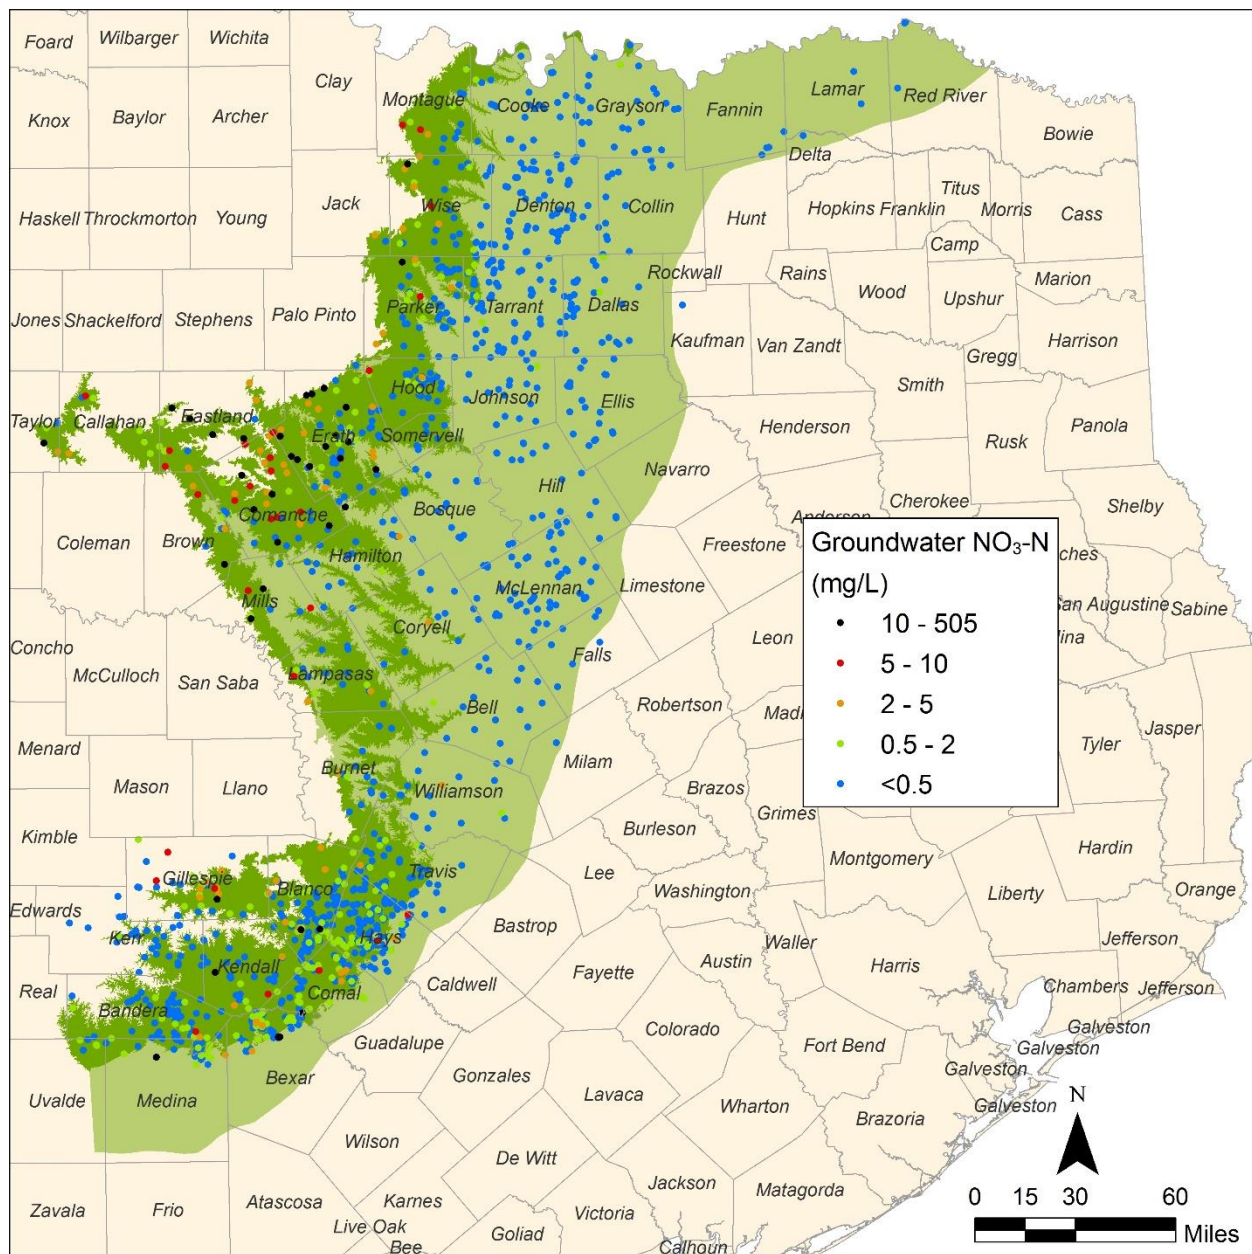 Foard
Wilbarger
Wichita
Clay
Montague
Cooke
Grayson
Fannin
Lamar
Red River
Bowie
Knox
Baylor
Archer
Delta
Haskell
Throckmorton
Young
Jack
Wise
Denton
Collin
Hunt
Hopkins
Franklin
Titus
Morris
Cass
Camp
Rockwall
Rains
Wood
Upshur
Marion
Jones
Shackelford
Stephens
Palo Pinto
Parker
Tarrant
Dallas
Kaufman
Van Zandt
Gregg
Harrison
Smith
Taylor
Callahan
Eastland
Erath
Hood
Somervell
Johnson
Ellis
Henderson
Rusk
Panola
Navarro
Hill
Bosque
Cherokee
Shelby
Coleman
Brown
Comanche
Hamilton
Anderson
Freestone
Limestone
McLennan
Groundwater NO₃-N
(mg/L)
10 - 505
5 - 10
2 - 5
0.5 - 2
<0.5
ches
San Augustine
Sabine
ina
Mills
Coryell
Falls
Leon
Concho
McCulloch
San Saba
Lampasas
Bell
Robertson
Madi
Tyler
Jasper
Menard
Mason
Llano
Burnet
Williamson
Milam
Brazos
Grimes
Kimble
Burleson
Montgomery
Hardin
Gillespie
Blanco
Travis
Lee
Washington
Liberty
Orange
Edwards
Kerr
Hays
Bastrop
Waller
Harris
Jefferson
Kendall
Fayette
Austin
Chambers
Jefferson
Real
Bandera
Comal
Caldwell
Colorado
Galveston
Galveston
Guadalupe
Fort Bend
Galveston
Galveston
Uvalde
Medina
Bexar
Gonzales
Lavaca
Wharton
Brazoria
Wilson
De Witt
Jackson
Matagorda
Zavala
Frio
Atascosa
Karnes
Live Oak
Bee
Goliad
Victoria
Calhoun
N
0 15 30 60
Miles